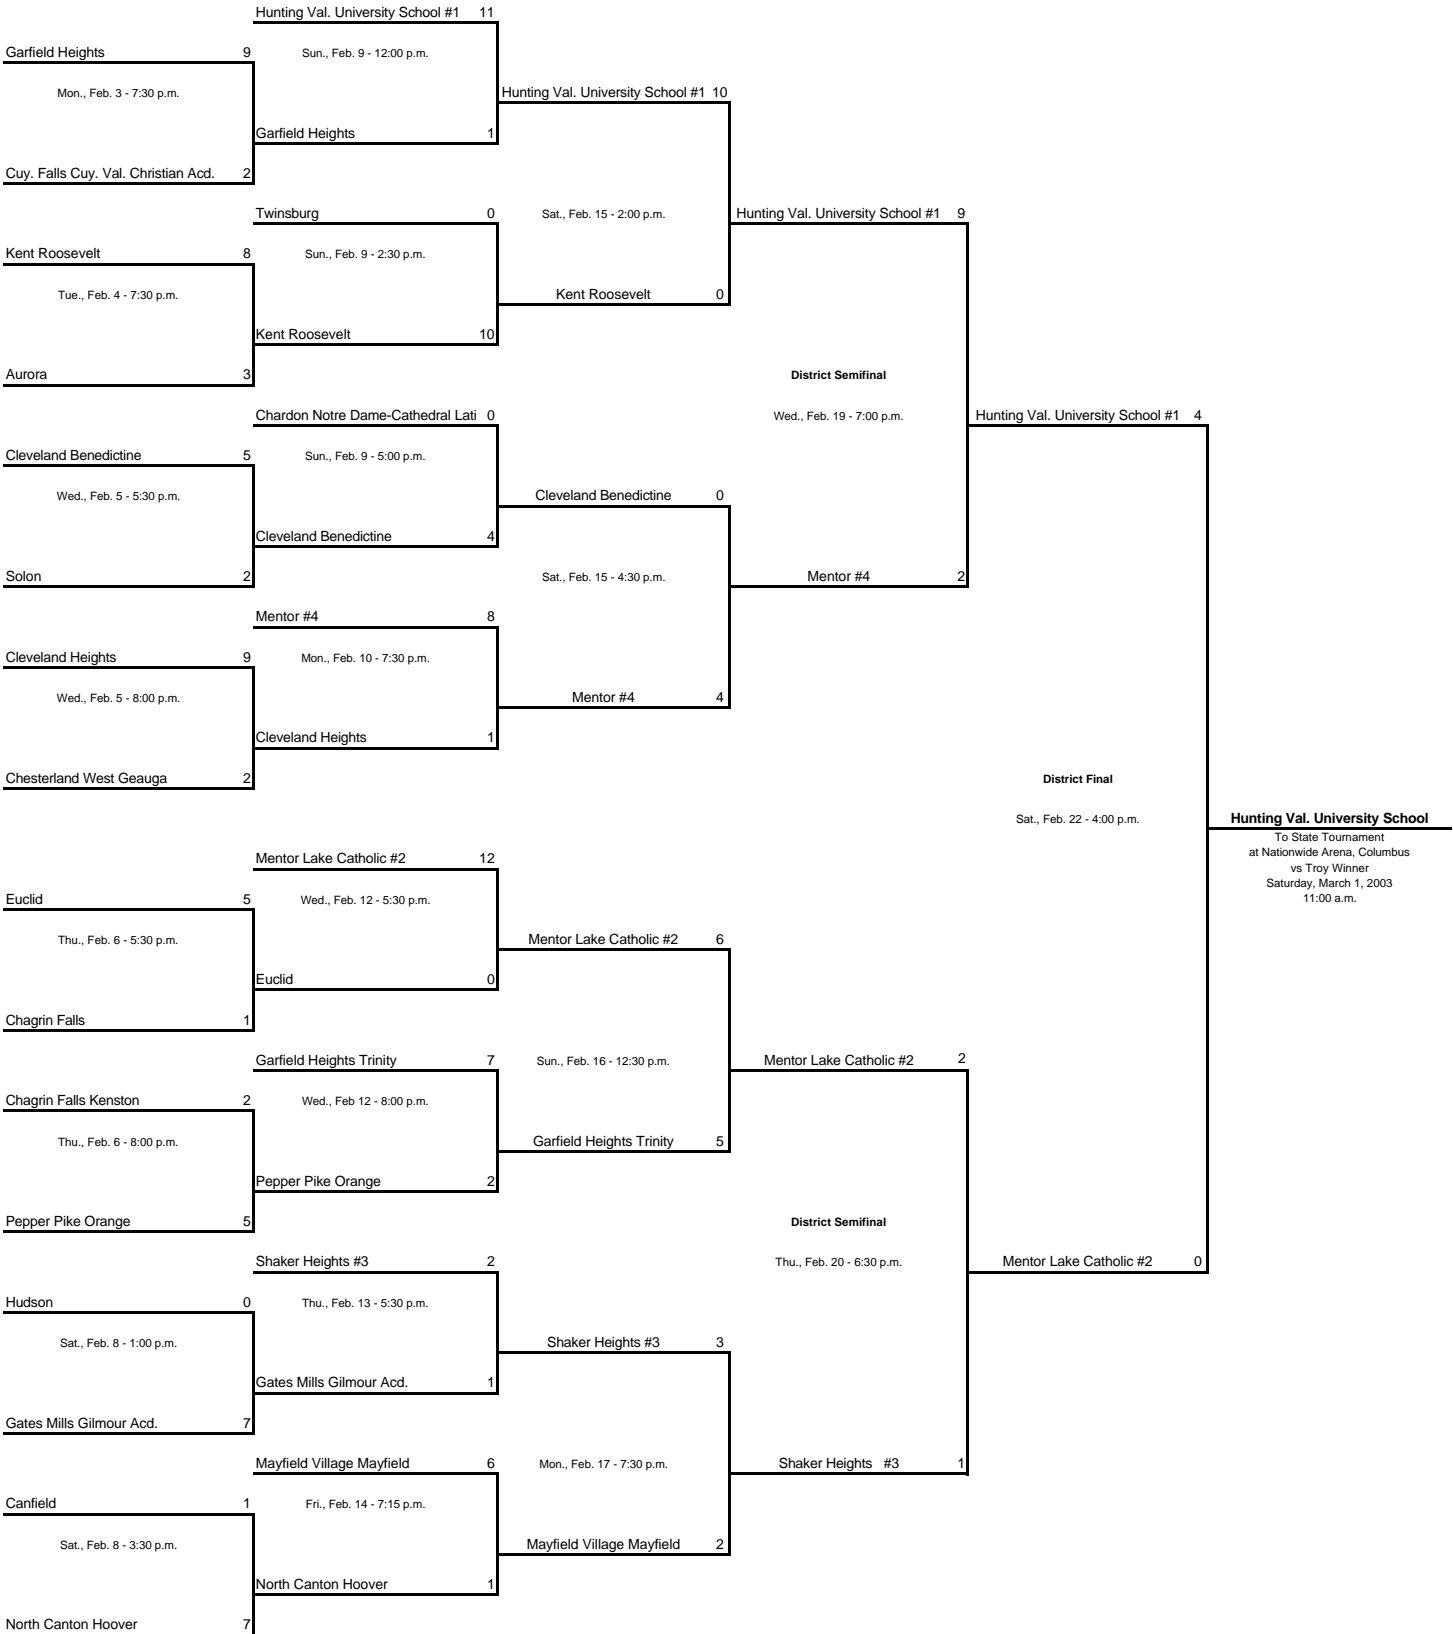 Hunting Val. University School #1 11
Garfield Heights 9
Sun., Feb. 9 - 12:00 p.m.
Mon., Feb. 3 - 7:30 p.m.
Hunting Val. University School #1 10
Garfield Heights 1
Cuy. Falls Cuy. Val. Christian Acd. 2
Twinsburg 0
Sat., Feb. 15 - 2:00 p.m.
Hunting Val. University School #1 9
Kent Roosevelt 8
Sun., Feb. 9 - 2:30 p.m.
Tue., Feb. 4 - 7:30 p.m.
Kent Roosevelt 0
Kent Roosevelt 10
Aurora 3
District Semifinal
Chardon Notre Dame-Cathedral Lati 0
Wed., Feb. 19 - 7:00 p.m.
Hunting Val. University School #1 4
Cleveland Benedictine 5
Sun., Feb. 9 - 5:00 p.m.
Wed., Feb. 5 - 5:30 p.m.
Cleveland Benedictine 0
Cleveland Benedictine 4
Solon 2
Sat., Feb. 15 - 4:30 p.m.
Mentor #4 2
Mentor #4 8
Cleveland Heights 9
Mon., Feb. 10 - 7:30 p.m.
Wed., Feb. 5 - 8:00 p.m.
Mentor #4 4
Cleveland Heights 1
Chesterland West Geauga 2
District Final
Sat., Feb. 22 - 4:00 p.m.
Hunting Val. University School
To State Tournament
at Nationwide Arena, Columbus
vs Troy Winner
Saturday, March 1, 2003
11:00 a.m.
Mentor Lake Catholic #2 12
Euclid 5
Wed., Feb. 12 - 5:30 p.m.
Thu., Feb. 6 - 5:30 p.m.
Mentor Lake Catholic #2 6
Euclid 0
Chagrin Falls 1
Garfield Heights Trinity 7
Sun., Feb. 16 - 12:30 p.m.
Mentor Lake Catholic #2 2
Chagrin Falls Kenston 2
Wed., Feb 12 - 8:00 p.m.
Thu., Feb. 6 - 8:00 p.m.
Garfield Heights Trinity 5
Pepper Pike Orange 2
Pepper Pike Orange 5
District Semifinal
Shaker Heights #3 2
Thu., Feb. 20 - 6:30 p.m.
Mentor Lake Catholic #2 0
Hudson 0
Thu., Feb. 13 - 5:30 p.m.
Sat., Feb. 8 - 1:00 p.m.
Shaker Heights #3 3
Gates Mills Gilmour Acd. 1
Gates Mills Gilmour Acd. 7
Mayfield Village Mayfield 6
Mon., Feb. 17 - 7:30 p.m.
Shaker Heights #3 1
Canfield 1
Fri., Feb. 14 - 7:15 p.m.
Sat., Feb. 8 - 3:30 p.m.
Mayfield Village Mayfield 2
North Canton Hoover 1
North Canton Hoover 7